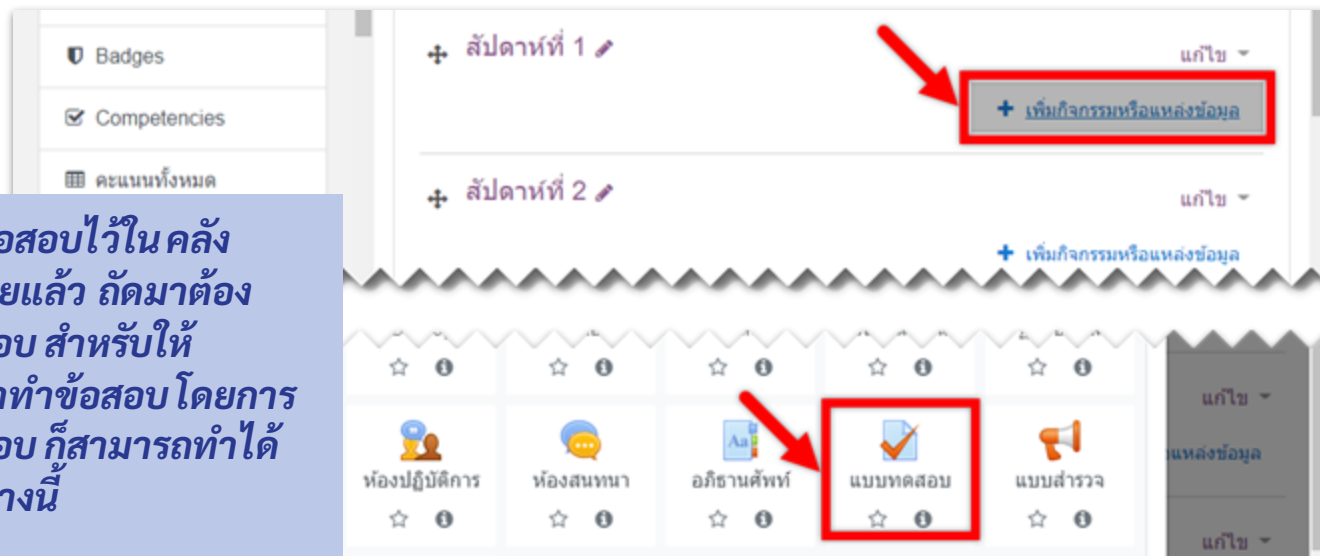 Badges
Competencies
คะแนนทั้งหมด
สัปดาห์ที่ 1
แก้ไข
+ เพิ่มกิจกรรมหรือแหล่งข้อมูล
สัปดาห์ที่ 2
แก้ไข
+ เพิ่มกิจกรรมหรือแหล่งข้อมูล
อสอบไว้ใน คลัง
ยแล้ว ถัดมาต้อง
อบ สำหรับให้
าทำข้อสอบ โดยการ
อบ ก็สามารถทำได้
างนี้
ห้องปฏิบัติการ
ห้องสนทนา
อภิธานศัพท์
แบบทดสอบ
แบบสำรวจ
แก้ไข
แหล่งข้อมูล
แก้ไข